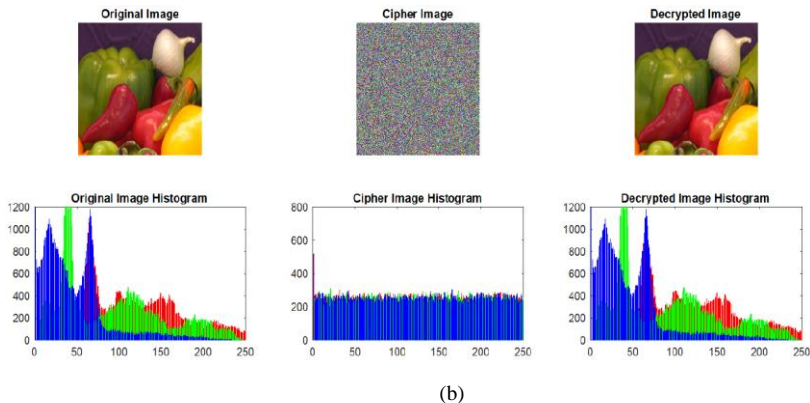 Original Image
Cipher Image
Decrypted Image
Original Image Histogram
Cipher Image Histogram
Decrypted Image Histogram
1200
1000
800
600
400
200
0
0 50 100 150 200 250
800
600
400
200
0
0 50 100 150 200 250
1200
1000
800
600
400
200
0
0 50 100 150 200 250
(b)